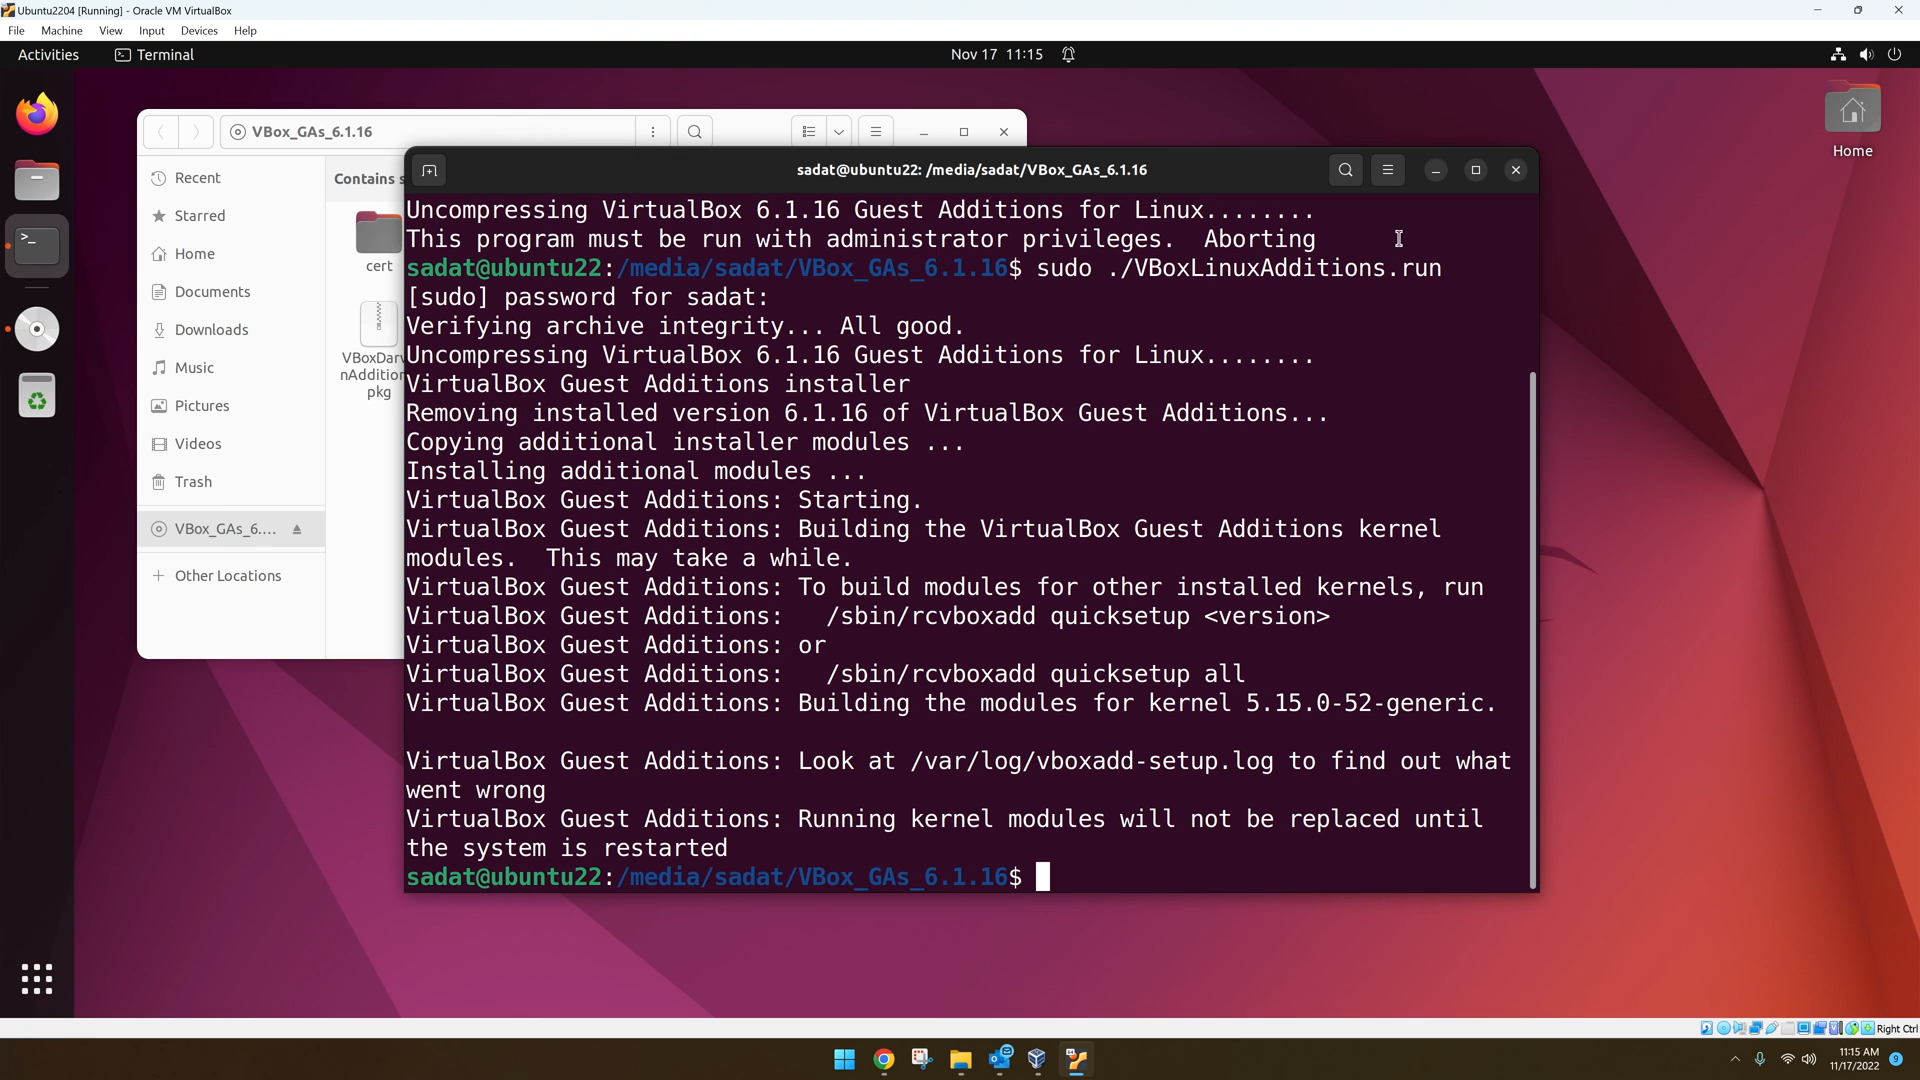 Ubuntu2204 [Running] - Oracle VM VirtualBox
File Machine View Input Devices Help
Activities Terminal Nov 17 11:15
VBox_GAs_6.1.16
Home
Recent
Starred
Home
Documents
Downloads
Music
Pictures
Videos
Trash
VBox_GAs_6....
+ Other Locations
Contains s
cert
VBoxDarw
nAddition
pkg
sadat@ubuntu22: /media/sadat/VBox_GAs_6.1.16
Uncompressing VirtualBox 6.1.16 Guest Additions for Linux........
This program must be run with administrator privileges.  Aborting
sadat@ubuntu22:/media/sadat/VBox_GAs_6.1.16$ sudo ./VBoxLinuxAdditions.run
[sudo] password for sadat:
Verifying archive integrity... All good.
Uncompressing VirtualBox 6.1.16 Guest Additions for Linux........
VirtualBox Guest Additions installer
Removing installed version 6.1.16 of VirtualBox Guest Additions...
Copying additional installer modules ...
Installing additional modules ...
VirtualBox Guest Additions: Starting.
VirtualBox Guest Additions: Building the VirtualBox Guest Additions kernel
modules.  This may take a while.
VirtualBox Guest Additions: To build modules for other installed kernels, run
VirtualBox Guest Additions:   /sbin/rcvboxadd quicksetup <version>
VirtualBox Guest Additions: or
VirtualBox Guest Additions:   /sbin/rcvboxadd quicksetup all
VirtualBox Guest Additions: Building the modules for kernel 5.15.0-52-generic.
VirtualBox Guest Additions: Look at /var/log/vboxadd-setup.log to find out what
went wrong
VirtualBox Guest Additions: Running kernel modules will not be replaced until
the system is restarted
sadat@ubuntu22:/media/sadat/VBox_GAs_6.1.16$
Right Ctrl
11:15 AM
11/17/2022
9